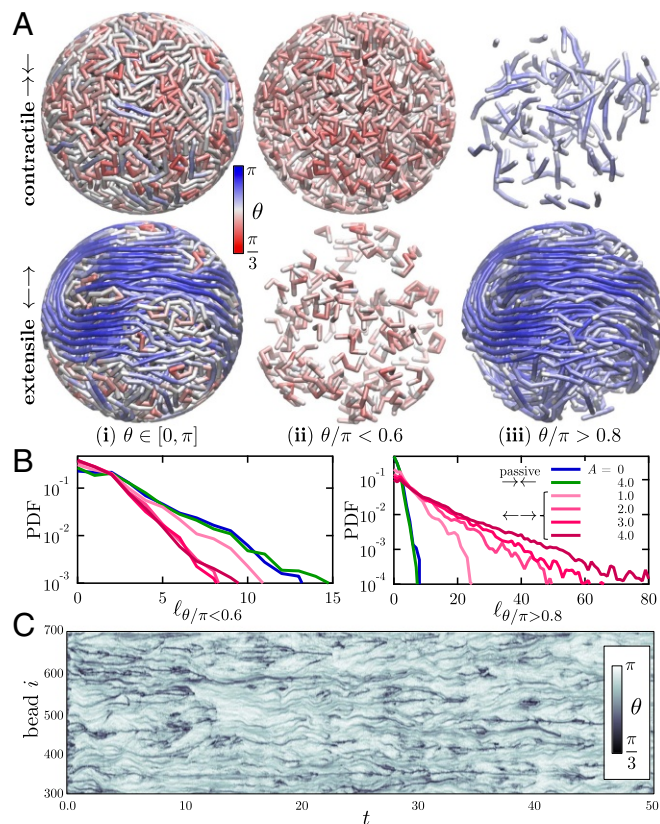 A
contractile →←
π
θ
π/3
extensile ←→
(i) θ ∈ [0, π]
(ii) θ/π < 0.6
(iii) θ/π > 0.8
B
PDF
10⁻¹
10⁻²
10⁻³
0 5 10 15
ℓ_{θ/π<0.6}
PDF
10⁻¹
10⁻²
10⁻³
10⁻⁴
0 20 40 60 80
ℓ_{θ/π>0.8}
passive A = 0
→← 4.0
←→ 1.0
2.0
3.0
4.0
C
bead i
700
600
500
400
300
0.0 10 20 30 40 50
t
π
θ
π/3